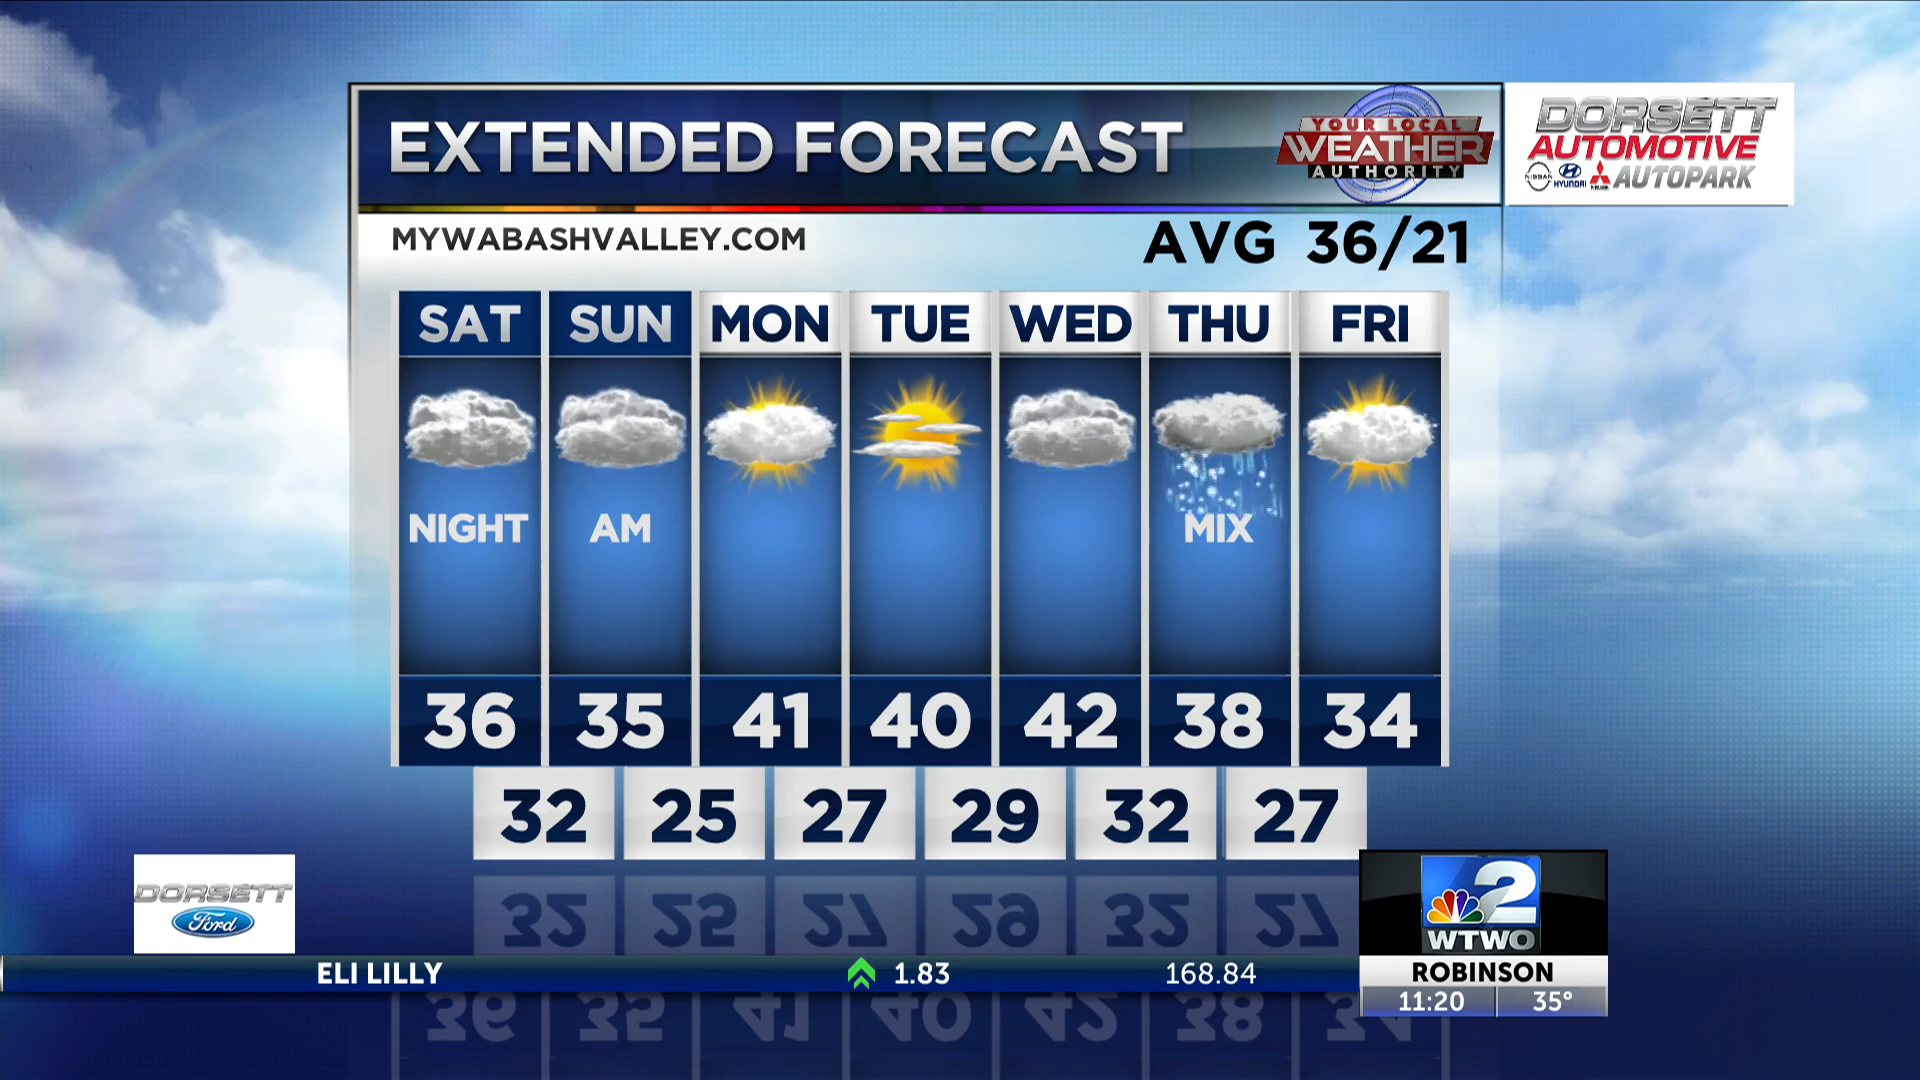 EXTENDED FORECAST
YOUR LOCAL
WEATHER
AUTHORITY
DORSETT
AUTOMOTIVE
NISSAN HYUNDAI AUTOPARK
MYWABASHVALLEY.COM
AVG 36/21
SAT SUN MON TUE WED THU FRI
NIGHT AM MIX
36 35 41 40 42 38 34
32 25 27 29 32 27
DORSETT
Ford
2
WTWO
ELI LILLY 1.83 168.84
ROBINSON
11:20 35°